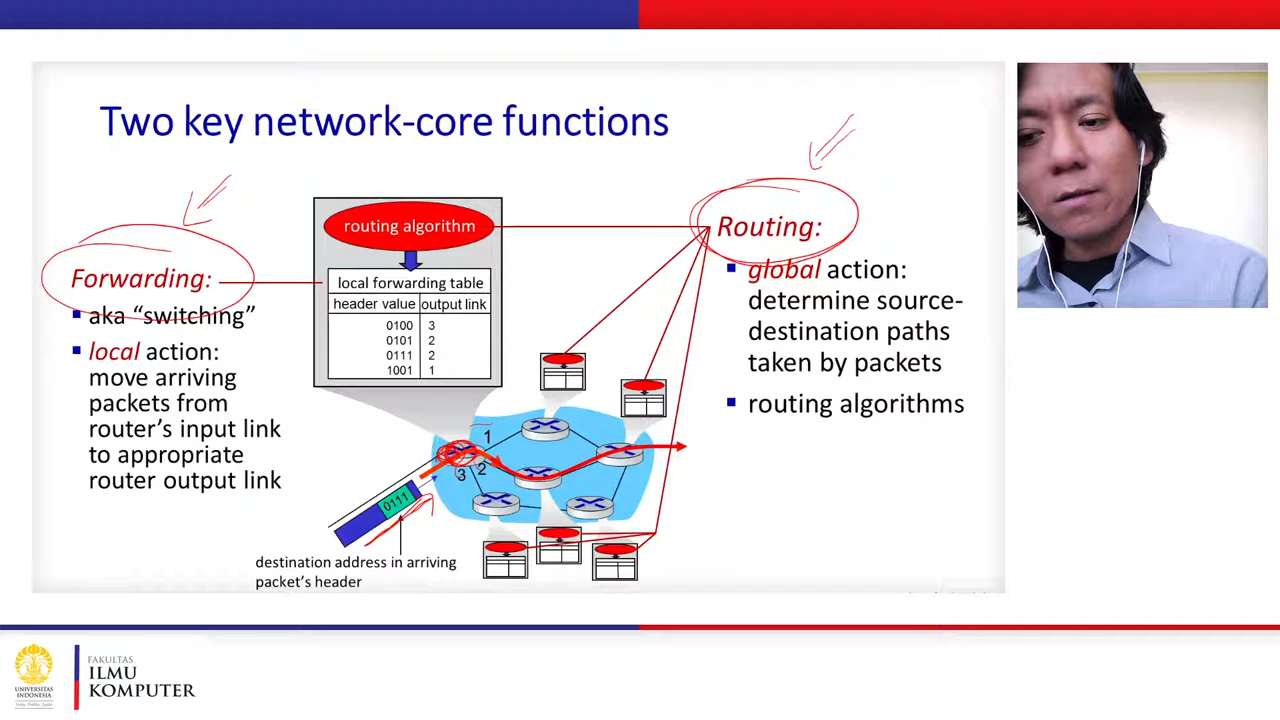 Two key network-core functions
Forwarding:
aka “switching”
local action:
move arriving
packets from
router’s input link
to appropriate
router output link
routing algorithm
local forwarding table
header value output link
0100 3
0101 2
0111 2
1001 1
1
2
3
0111
destination address in arriving
packet’s header
Routing:
global action:
determine source-
destination paths
taken by packets
routing algorithms
UNIVERSITAS
INDONESIA
FAKULTAS
ILMU
KOMPUTER